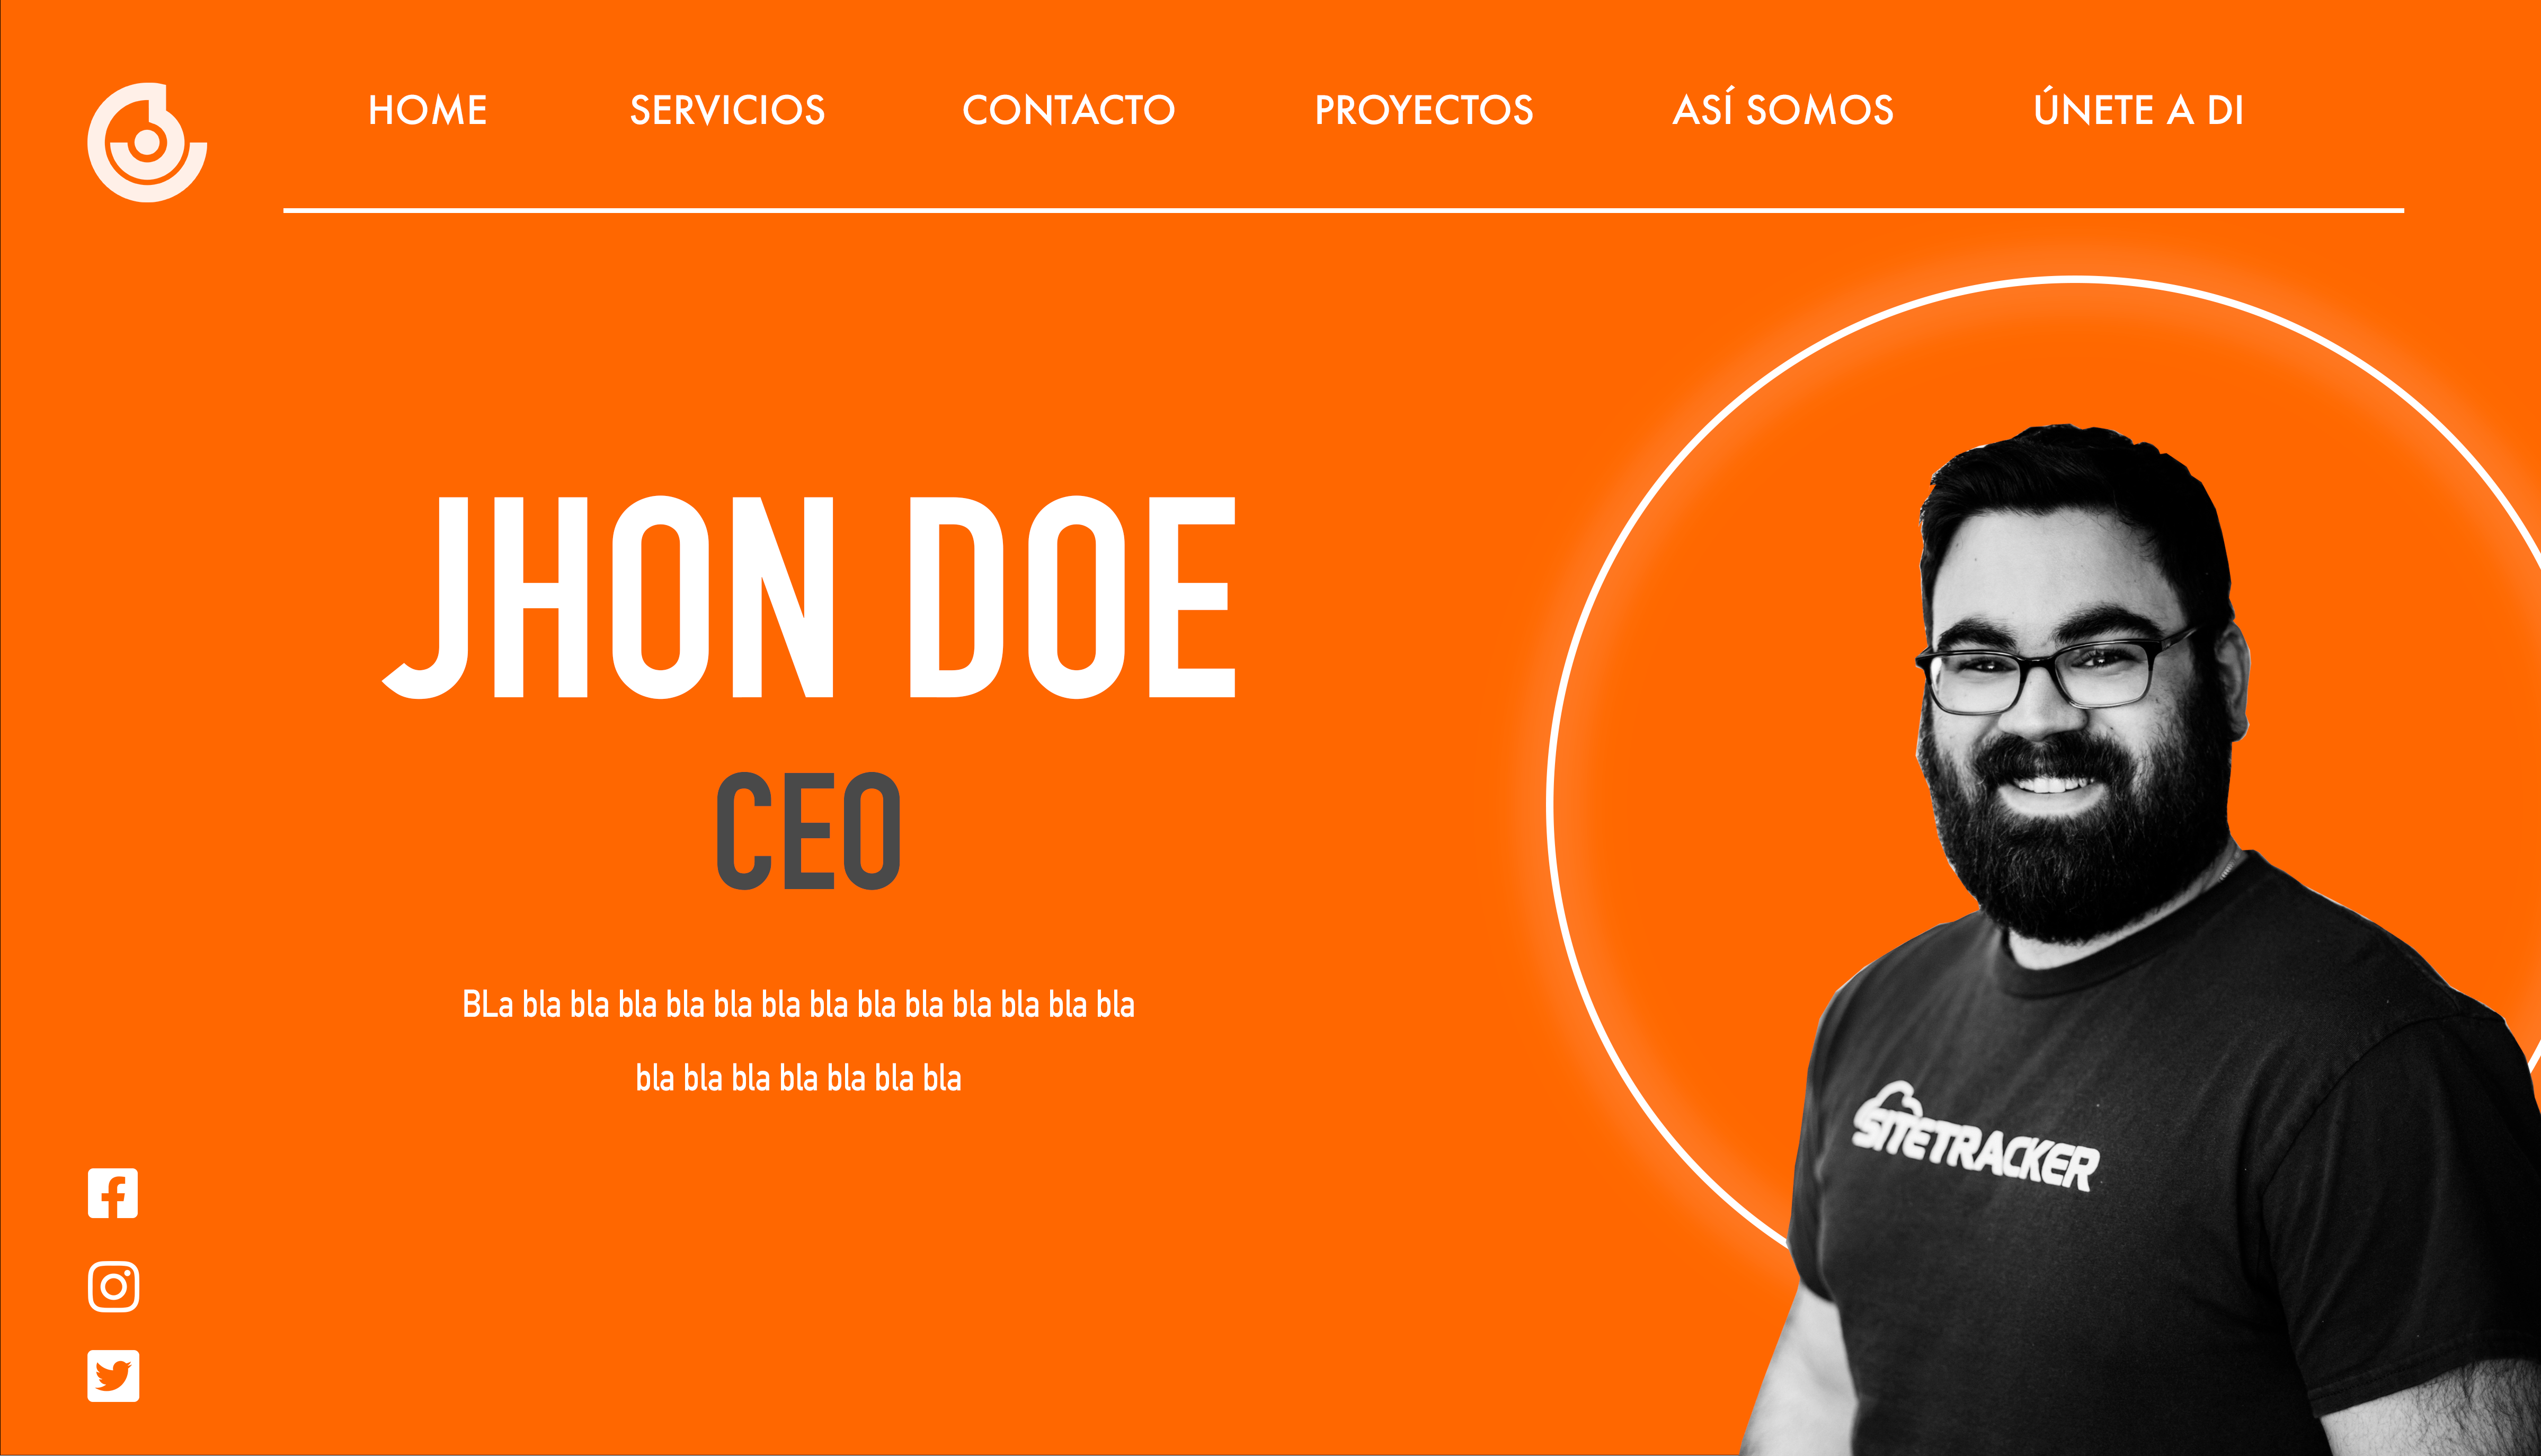 HOME SERVICIOS CONTACTO PROYECTOS ASÍ SOMOS ÚNETE A DI
JHON DOE
CEO
BLa bla bla bla bla bla bla bla bla bla bla bla bla bla
bla bla bla bla bla bla bla
SITETRACKER